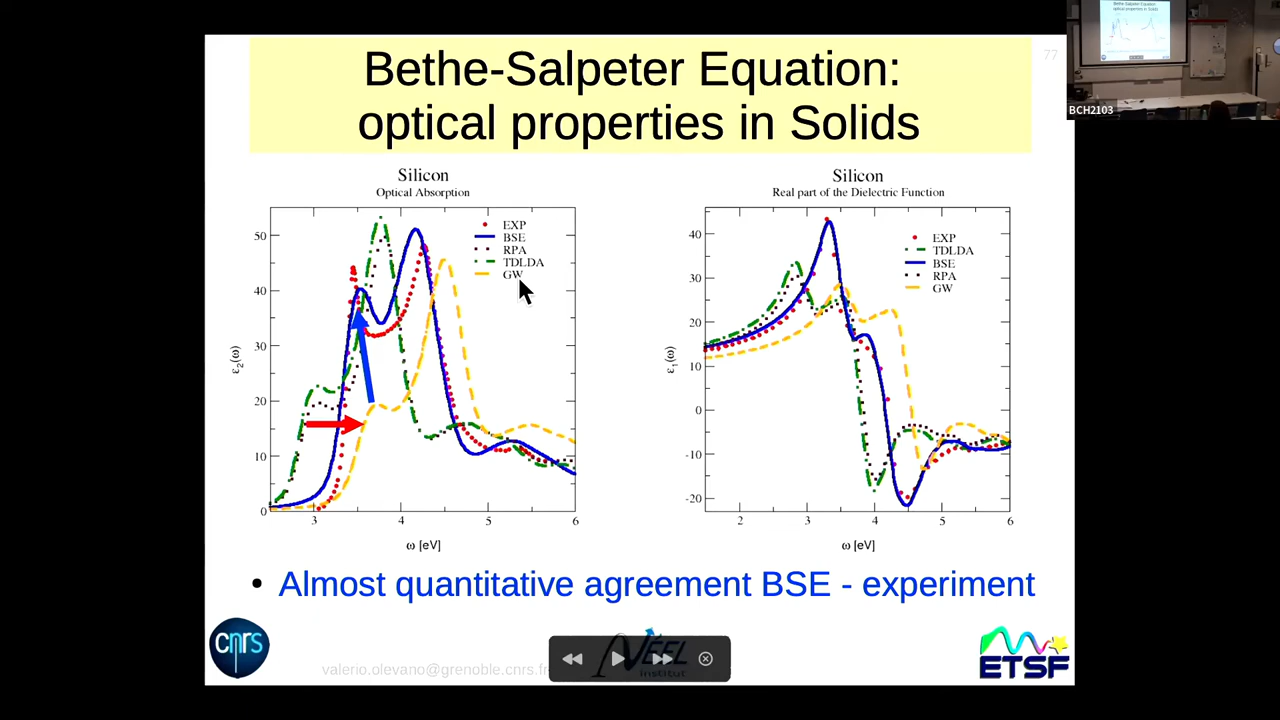 Bethe-Salpeter Equation:
optical properties in Solids
77
BCH2103
Silicon
Optical Absorption
EXP
BSE
RPA
TDLDA
GW
50
40
30
20
10
0
ε₂(ω)
3
4
5
6
ω [eV]
Silicon
Real part of the Dielectric Function
EXP
TDLDA
BSE
RPA
GW
40
30
20
10
0
-10
-20
ε₁(ω)
2
3
4
5
6
ω [eV]
• Almost quantitative agreement BSE - experiment
cnrs
valerio.olevano@grenoble.cnrs.fr
NÉEL
institut
ETSF